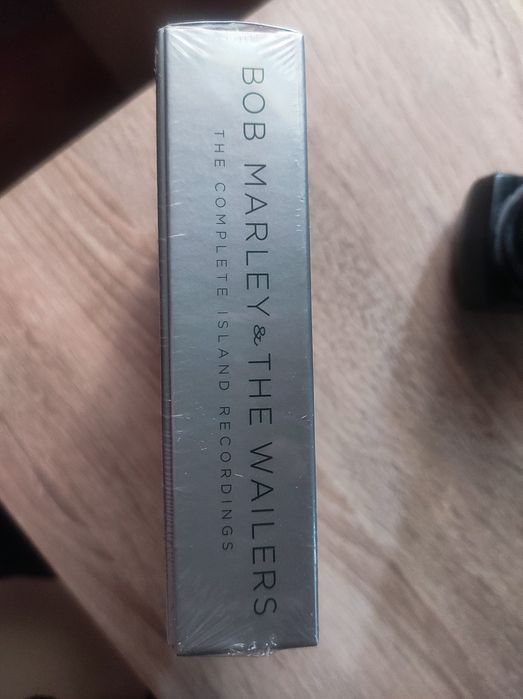 BOB MARLEY & THE WAILERS
THE COMPLETE ISLAND RECORDINGS